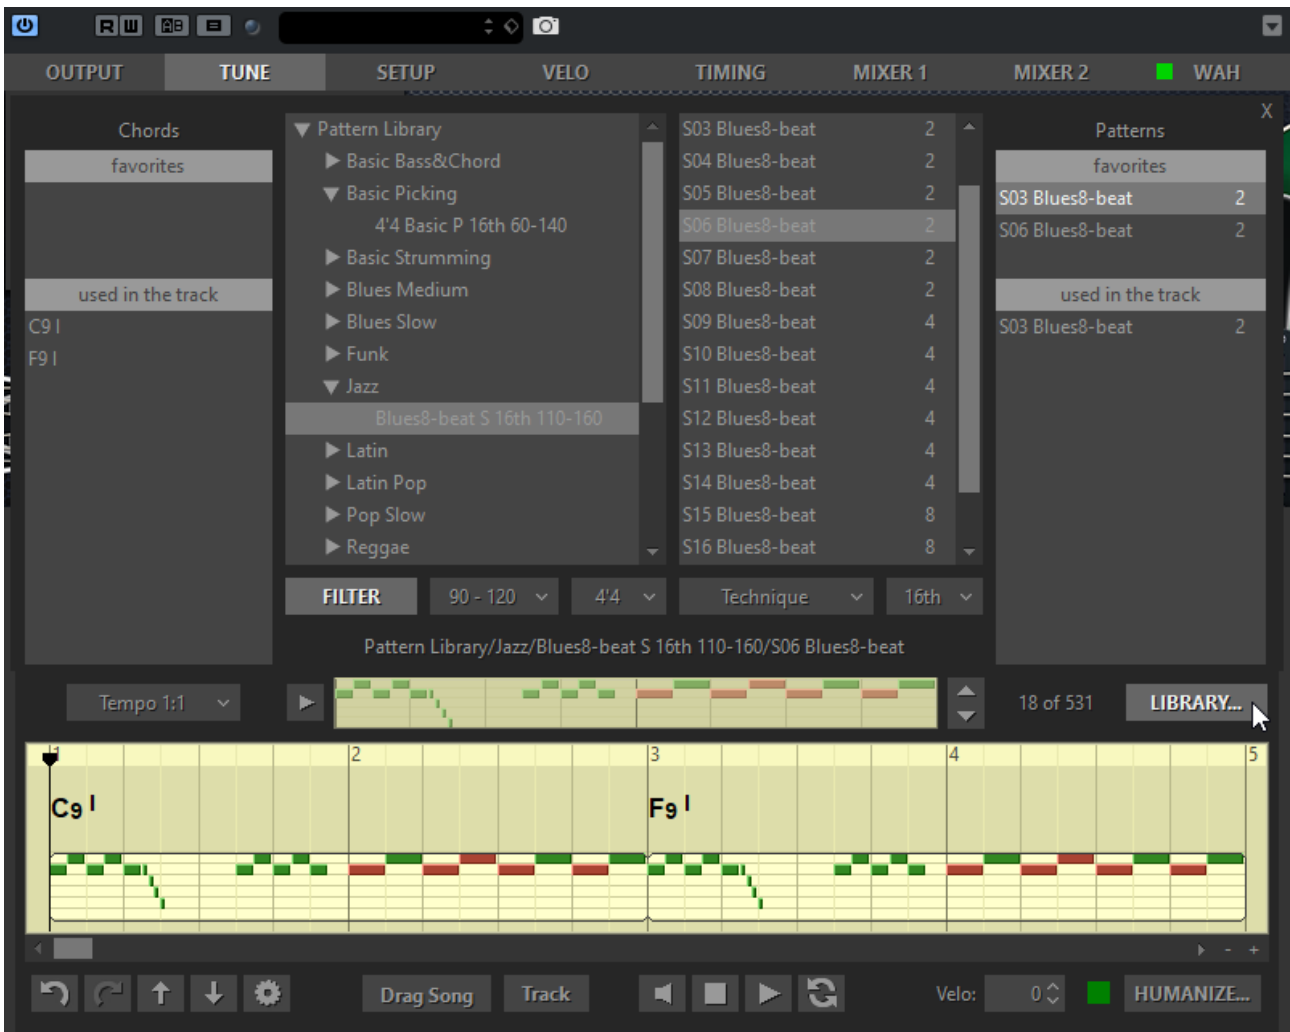 R W AB
OUTPUT TUNE SETUP VELO TIMING MIXER 1 MIXER 2 WAH
X
Chords
favorites
used in the track
C9 I
F9 I
Pattern Library
Basic Bass&Chord
Basic Picking
4'4 Basic P 16th 60-140
Basic Strumming
Blues Medium
Blues Slow
Funk
Jazz
Blues8-beat S 16th 110-160
Latin
Latin Pop
Pop Slow
Reggae
S03 Blues8-beat 2
S04 Blues8-beat 2
S05 Blues8-beat 2
S06 Blues8-beat 2
S07 Blues8-beat 2
S08 Blues8-beat 2
S09 Blues8-beat 4
S10 Blues8-beat 4
S11 Blues8-beat 4
S12 Blues8-beat 4
S13 Blues8-beat 4
S14 Blues8-beat 4
S15 Blues8-beat 8
S16 Blues8-beat 8
Patterns
favorites
S03 Blues8-beat 2
S06 Blues8-beat 2
used in the track
S03 Blues8-beat 2
FILTER 90 - 120 4'4 Technique 16th
Pattern Library/Jazz/Blues8-beat S 16th 110-160/S06 Blues8-beat
Tempo 1:1 18 of 531 LIBRARY...
1 2 3 4 5
C9 I F9 I
- +
Drag Song Track Velo: 0 HUMANIZE...